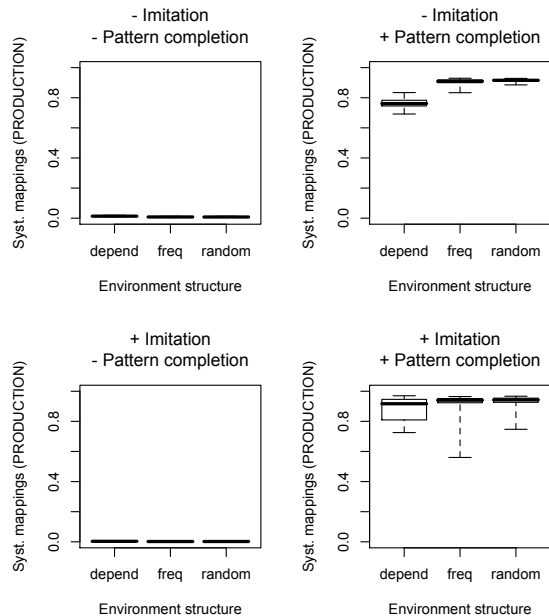 - Imitation
- Pattern completion
Syst. mappings (PRODUCTION)
0.8
0.4
0.0
depend freq random
Environment structure
- Imitation
+ Pattern completion
Syst. mappings (PRODUCTION)
0.8
0.4
0.0
depend freq random
Environment structure
+ Imitation
- Pattern completion
Syst. mappings (PRODUCTION)
0.8
0.4
0.0
depend freq random
Environment structure
+ Imitation
+ Pattern completion
Syst. mappings (PRODUCTION)
0.8
0.4
0.0
depend freq random
Environment structure